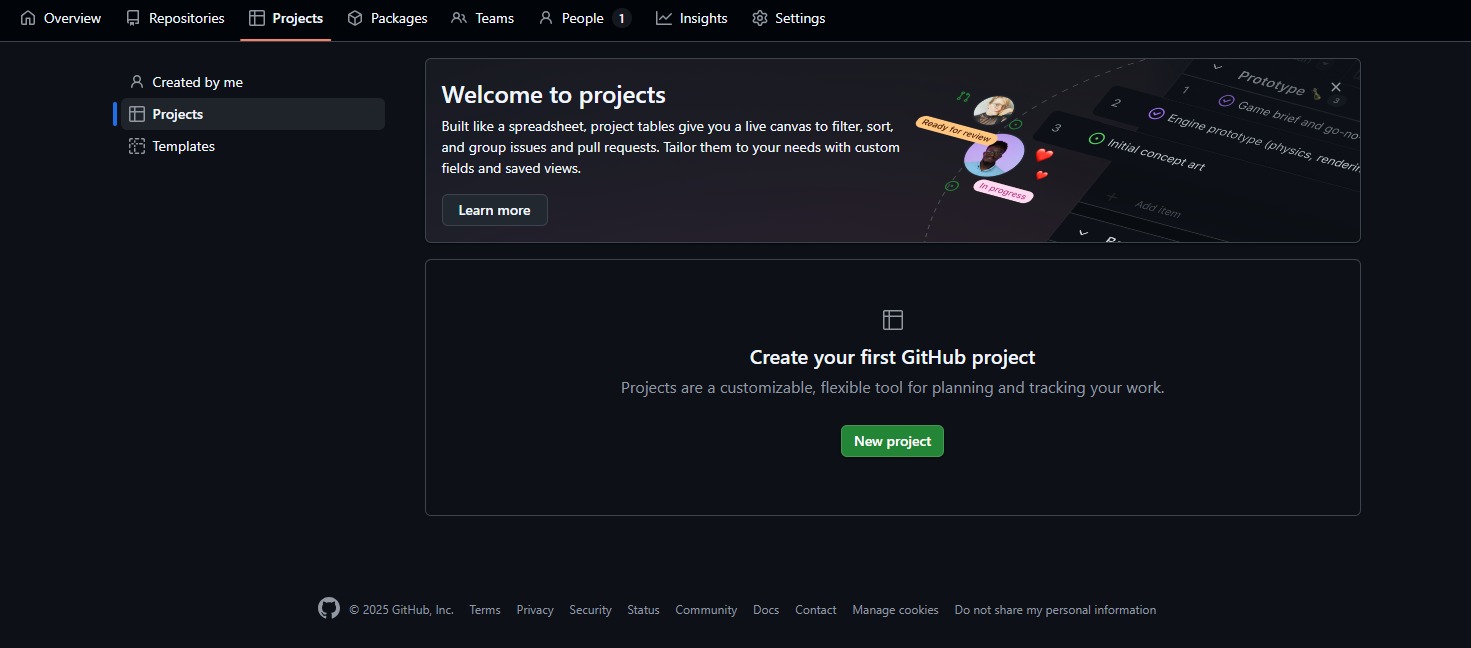 Overview Repositories Projects Packages Teams People 1 Insights Settings
Created by me
Projects
Templates
Welcome to projects
Built like a spreadsheet, project tables give you a live canvas to filter, sort,
and group issues and pull requests. Tailor them to your needs with custom
fields and saved views.
Learn more
Ready for review
In progress
Prototype 3
1 Game brief and go-no-
2 Engine prototype (physics, renderin
3 Initial concept art
Add item
Create your first GitHub project
Projects are a customizable, flexible tool for planning and tracking your work.
New project
© 2025 GitHub, Inc. Terms Privacy Security Status Community Docs Contact Manage cookies Do not share my personal information